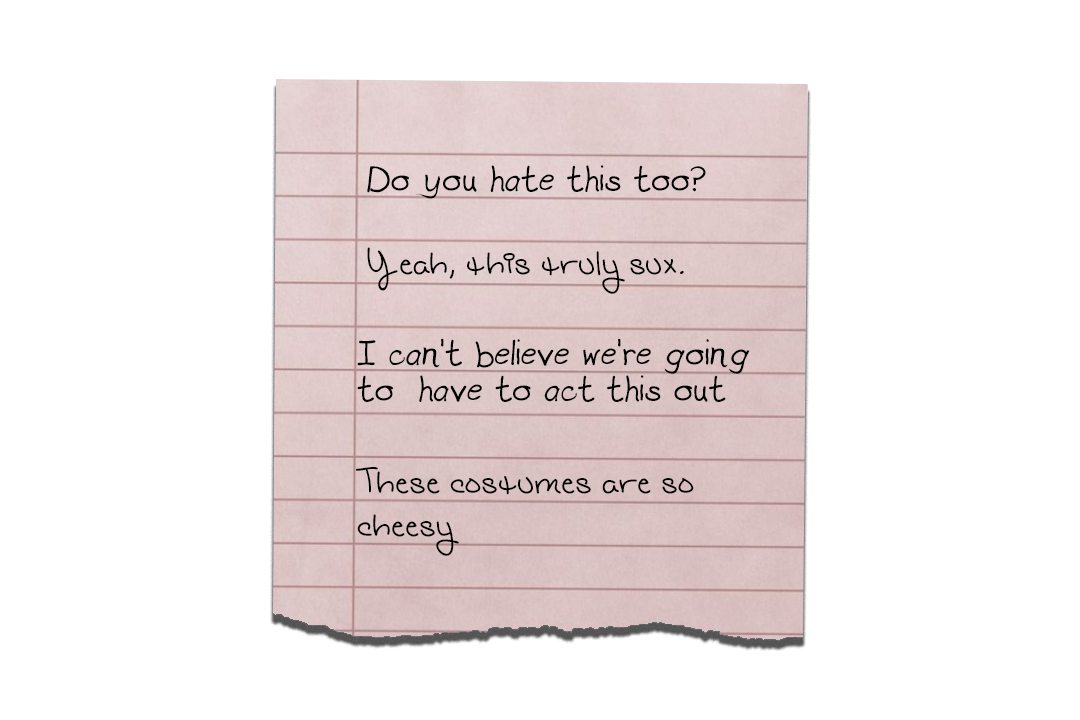 Do you hate this too?
Yeah, this truly sux.
I can't believe we're going
to have to act this out
These costumes are so
cheesy